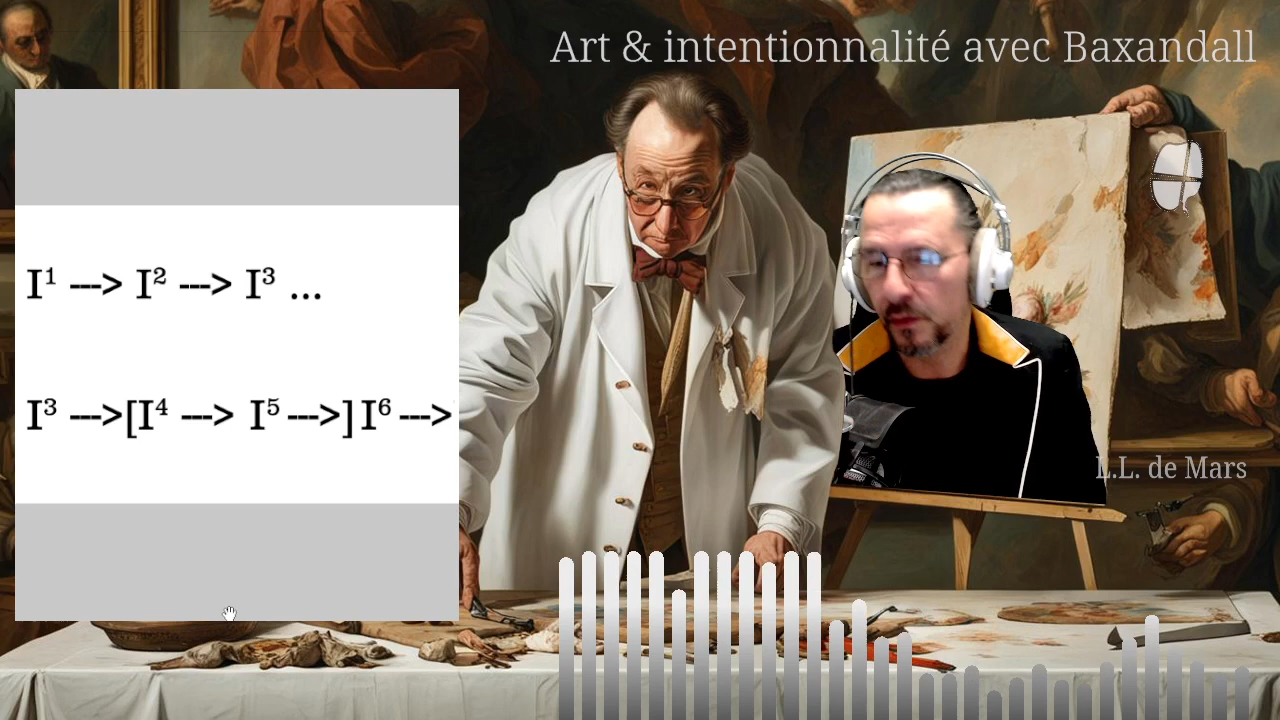 Art & intentionnalité avec Baxandall
I¹ ---> I² ---> I³ ...
I³ --->[I⁴ ---> I⁵ --->] I⁶ --->
L.L. de Mars